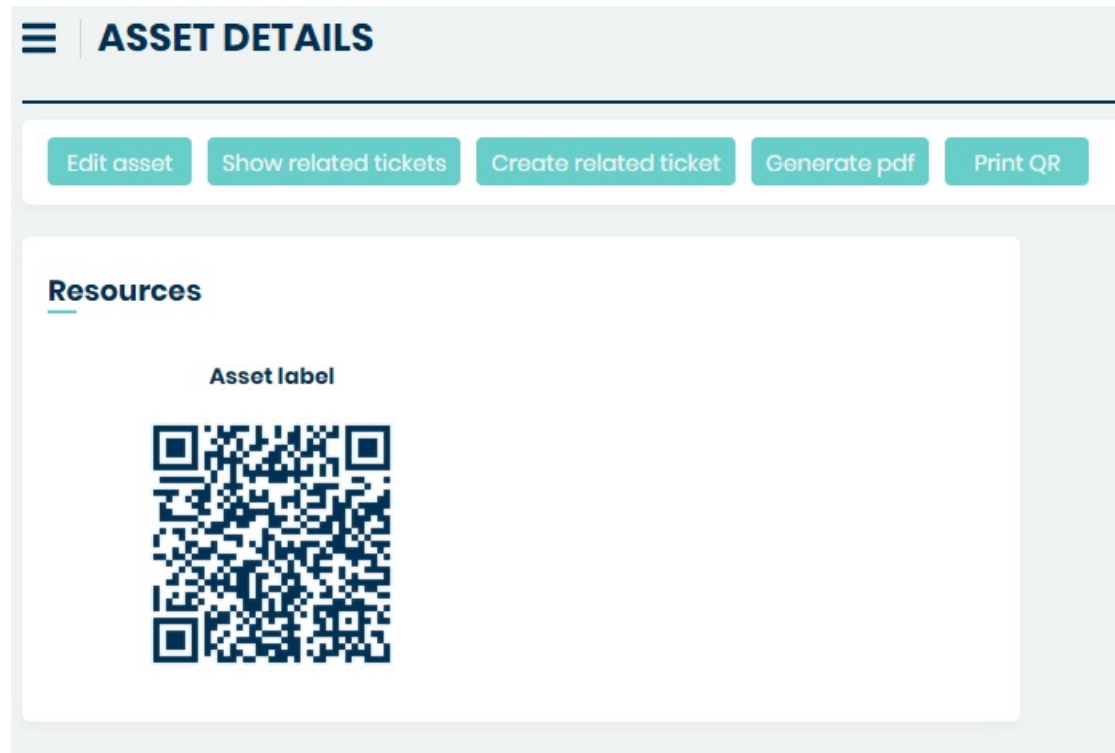 ASSET DETAILS
Edit asset Show related tickets Create related ticket Generate pdf Print QR
Resources
Asset label